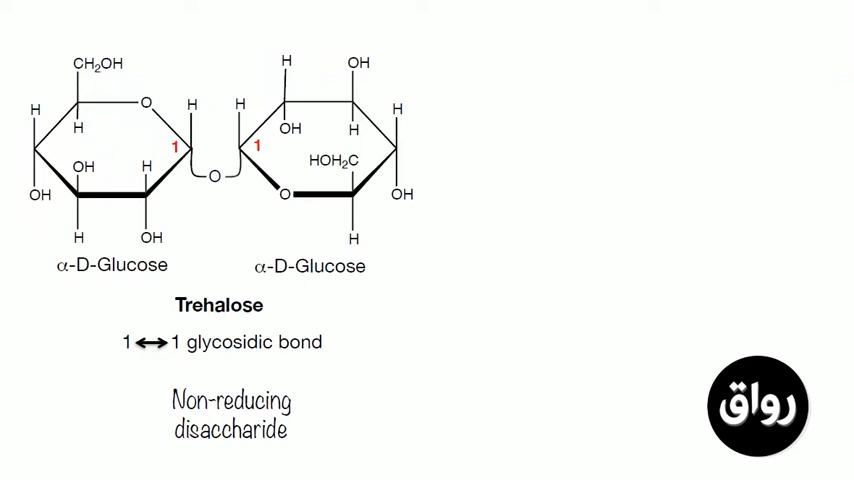 CH₂OH
H
OH
H
O
H
H
H
H
OH
1
1
H
OH
H
HOH₂C
OH
O
OH
O
OH
H
OH
H
H
α-D-Glucose
α-D-Glucose
Trehalose
1 ↔ 1 glycosidic bond
Non-reducing
disaccharide
رواق